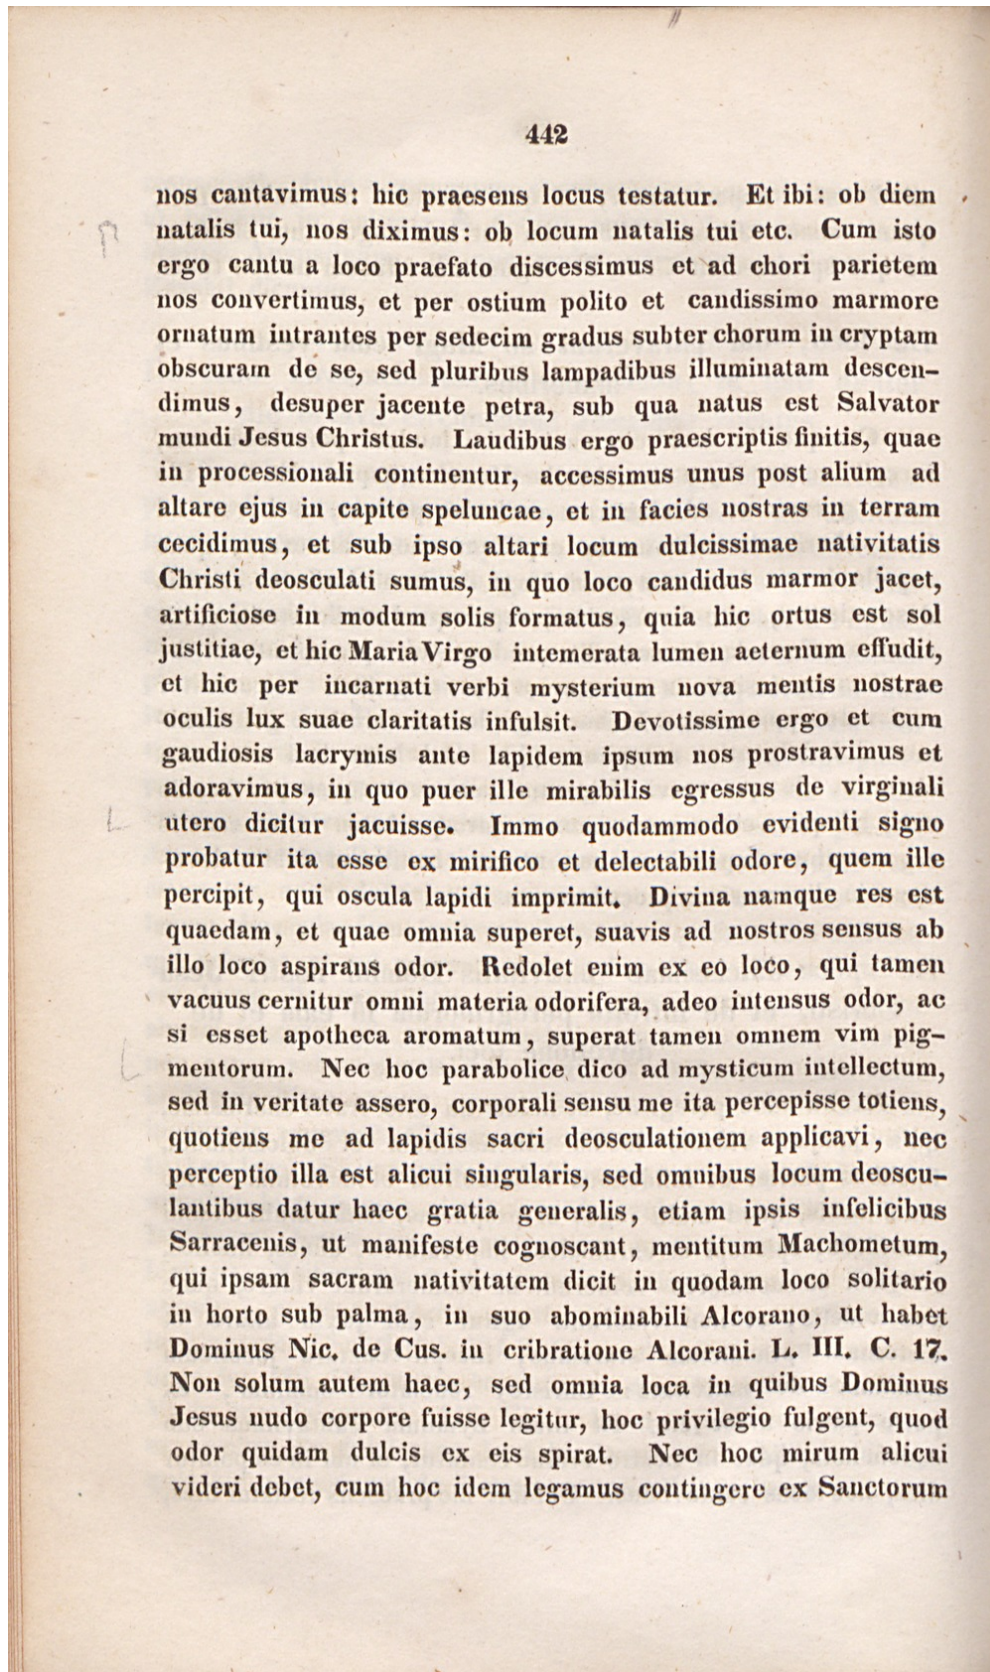 442
nos cantavimus: hic praesens locus testatur. Et ibi: ob diem
natalis tui, nos diximus: ob locum natalis tui etc. Cum isto
ergo cantu a loco praefato discessimus et ad chori parietem
nos convertimus, et per ostium polito et candissimo marmore
ornatum intrantes per sedecim gradus subter chorum in cryptam
obscuram de se, sed pluribus lampadibus illuminatam descen-
dimus, desuper jacente petra, sub qua natus est Salvator
mundi Jesus Christus. Laudibus ergo praescriptis finitis, quae
in processionali continentur, accessimus unus post alium ad
altare ejus in capite speluncae, et in facies nostras in terram
cecidimus, et sub ipso altari locum dulcissimae nativitatis
Christi deosculati sumus, in quo loco candidus marmor jacet,
artificiose in modum solis formatus, quia hic ortus est sol
justitiae, et hic Maria Virgo intemerata lumen aeternum effudit,
et hic per incarnati verbi mysterium nova mentis nostrae
oculis lux suae claritatis infulsit. Devotissime ergo et cum
gaudiosis lacrymis ante lapidem ipsum nos prostravimus et
adoravimus, in quo puer ille mirabilis egressus de virginali
utero dicitur jacuisse. Immo quodammodo evidenti signo
probatur ita esse ex mirifico et delectabili odore, quem ille
percipit, qui oscula lapidi imprimit. Divina namque res est
quaedam, et quae omnia superet, suavis ad nostros sensus ab
illo loco aspirans odor. Redolet enim ex eo loco, qui tamen
vacuus cernitur omni materia odorifera, adeo intensus odor, ac
si esset apotheca aromatum, superat tamen omnem vim pig-
mentorum. Nec hoc parabolice dico ad mysticum intellectum,
sed in veritate assero, corporali sensu me ita percepisse totiens,
quotiens me ad lapidis sacri deosculationem applicavi, nec
perceptio illa est alicui singularis, sed omnibus locum deoscu-
lantibus datur haec gratia generalis, etiam ipsis infelicibus
Sarracenis, ut manifeste cognoscant, mentitum Machometum,
qui ipsam sacram nativitatem dicit in quodam loco solitario
in horto sub palma, in suo abominabili Alcorano, ut habet
Dominus Nic. de Cus. in cribratione Alcorani. L. III. C. 17.
Non solum autem haec, sed omnia loca in quibus Dominus
Jesus nudo corpore fuisse legitur, hoc privilegio fulgent, quod
odor quidam dulcis ex eis spirat. Nec hoc mirum alicui
videri debet, cum hoc idem legamus contingere ex Sanctorum